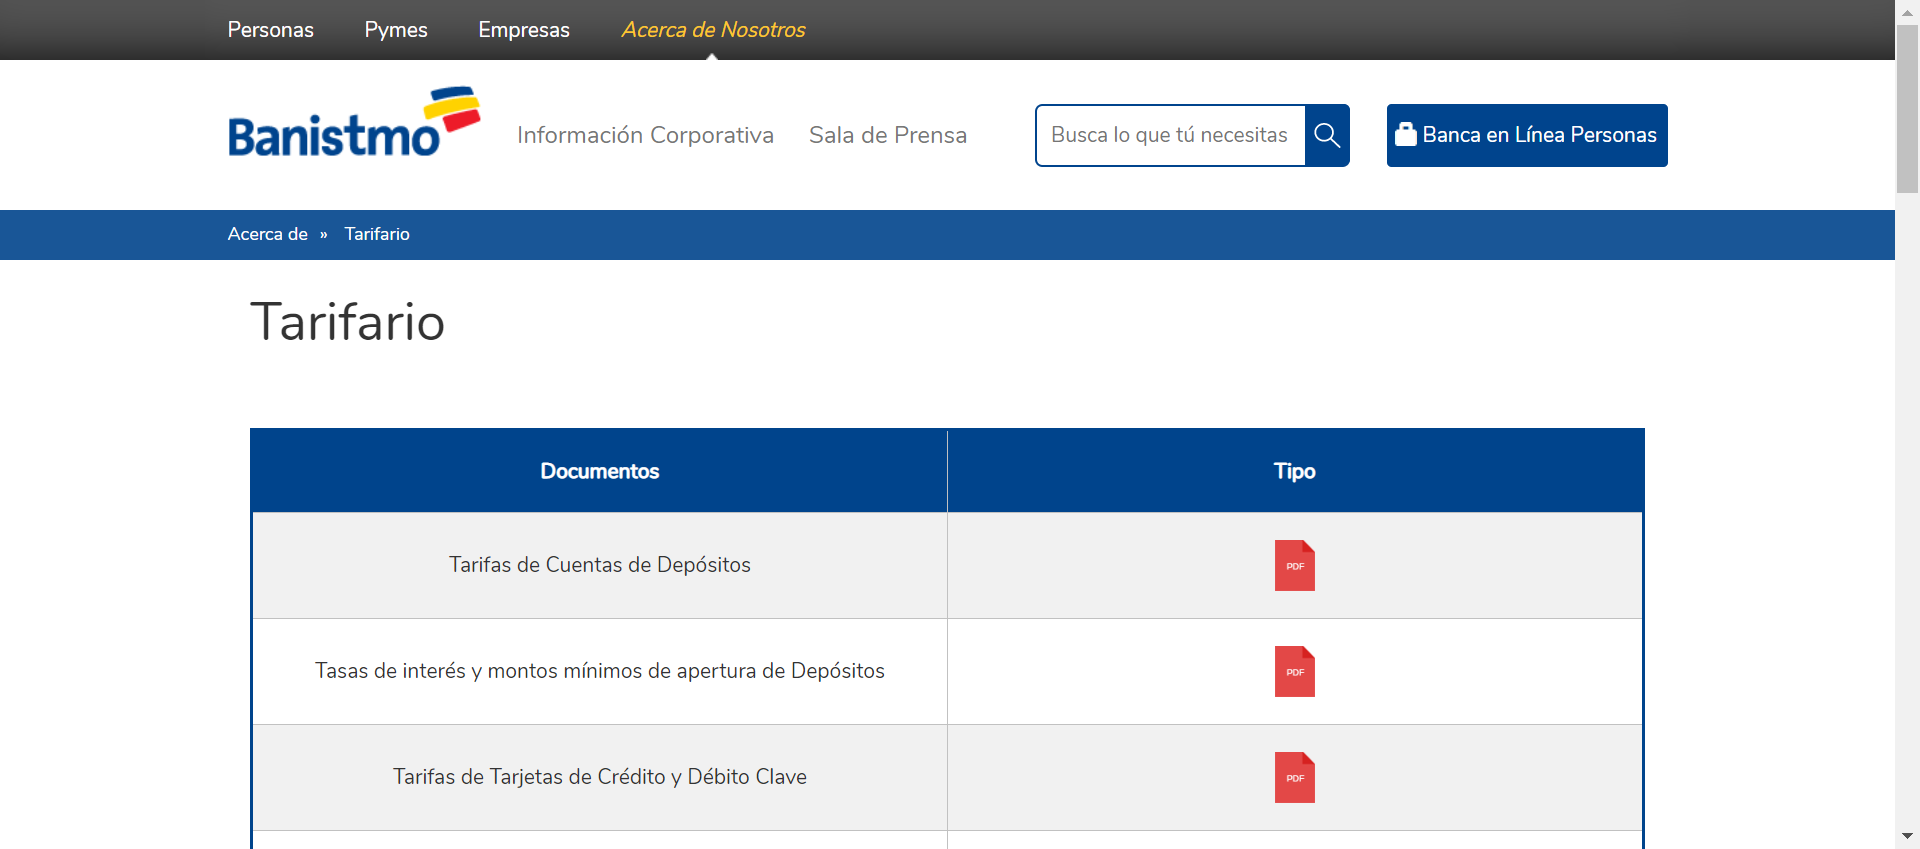 Personas Pymes Empresas Acerca de Nosotros
Banistmo Información Corporativa Sala de Prensa Busca lo que tú necesitas Banca en Línea Personas
Acerca de » Tarifario
Tarifario
Documentos Tipo
Tarifas de Cuentas de Depósitos PDF
Tasas de interés y montos mínimos de apertura de Depósitos PDF
Tarifas de Tarjetas de Crédito y Débito Clave PDF